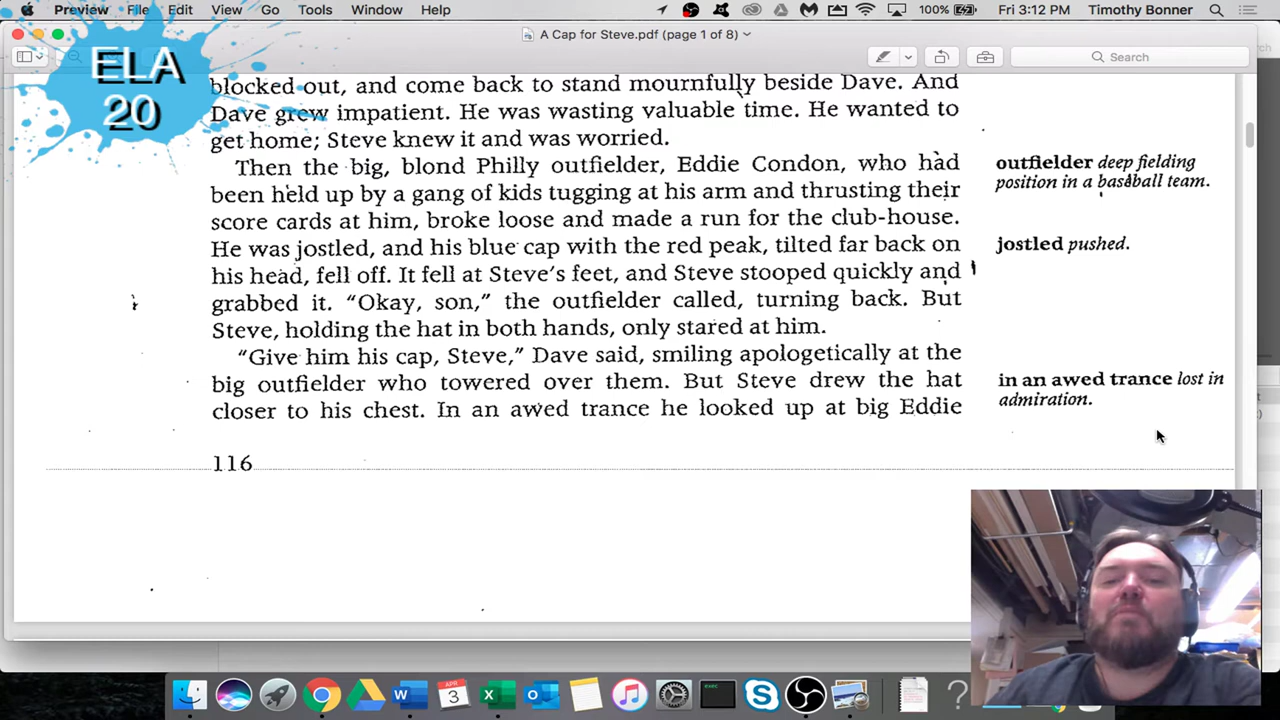 Preview File Edit View Go Tools Window Help 100% Fri 3:12 PM Timothy Bonner
A Cap for Steve.pdf (page 1 of 8)
Search
ELA
20
blocked out, and come back to stand mournfully beside Dave. And
Dave grew impatient. He was wasting valuable time. He wanted to
get home; Steve knew it and was worried.
Then the big, blond Philly outfielder, Eddie Condon, who had
been held up by a gang of kids tugging at his arm and thrusting their
score cards at him, broke loose and made a run for the club-house.
He was jostled, and his blue cap with the red peak, tilted far back on
his head, fell off. It fell at Steve's feet, and Steve stooped quickly and
grabbed it. “Okay, son,” the outfielder called, turning back. But
Steve, holding the hat in both hands, only stared at him.
“Give him his cap, Steve,” Dave said, smiling apologetically at the
big outfielder who towered over them. But Steve drew the hat
closer to his chest. In an awed trance he looked up at big Eddie
outfielder deep fielding
position in a baseball team.
jostled pushed.
in an awed trance lost in
admiration.
116
APR
3